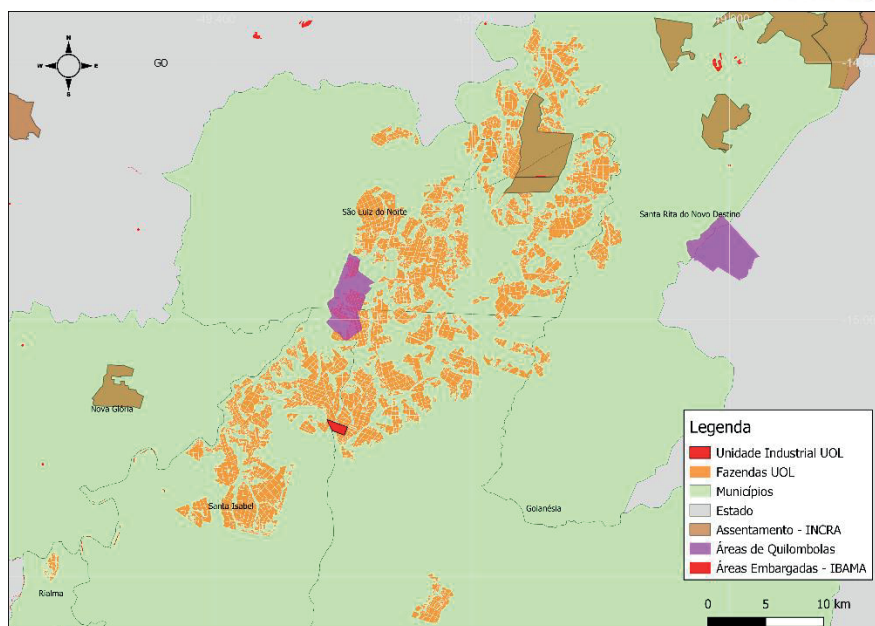 N
W E
S
GO
São Luiz do Norte
Santa Rita do Novo Destino
Nova Glória
Santa Isabel
Goianésia
Rialma
Legenda
Unidade Industrial UOL
Fazendas UOL
Municípios
Estado
Assentamento - INCRA
Áreas de Quilombolas
Áreas Embargadas - IBAMA
0 5 10 km